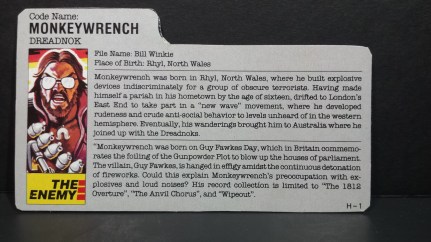 Code Name:
MONKEYWRENCH
DREADNOK
File Name: Bill Winkie
Place of Birth: Rhyl, North Wales
Monkeywrench was born in Rhyl, North Wales, where he built explosive
devices indiscriminately for a group of obscure terrorists. Having made
himself a pariah in his hometown by the age of sixteen, drifted to London's
East End to take part in a "new wave" movement, where he developed
rudeness and crude anti-social behavior to levels unheard of in the western
hemisphere. Eventually, his wanderings brought him to Australia where he
joined up with the Dreadnoks.
"Monkeywrench was born on Guy Fawkes Day, which in Britain commemo-
rates the foiling of the Gunpowder Plot to blow up the houses of parliament.
The villain, Guy Fawkes, is hanged in effigy amidst the continuous detonation
of fireworks. Could this explain Monkeywrench's preoccupation with ex-
plosives and loud noises? His record collection is limited to "The 1812
Overture", "The Anvil Chorus", and "Wipeout".
THE
ENEMY
H-1